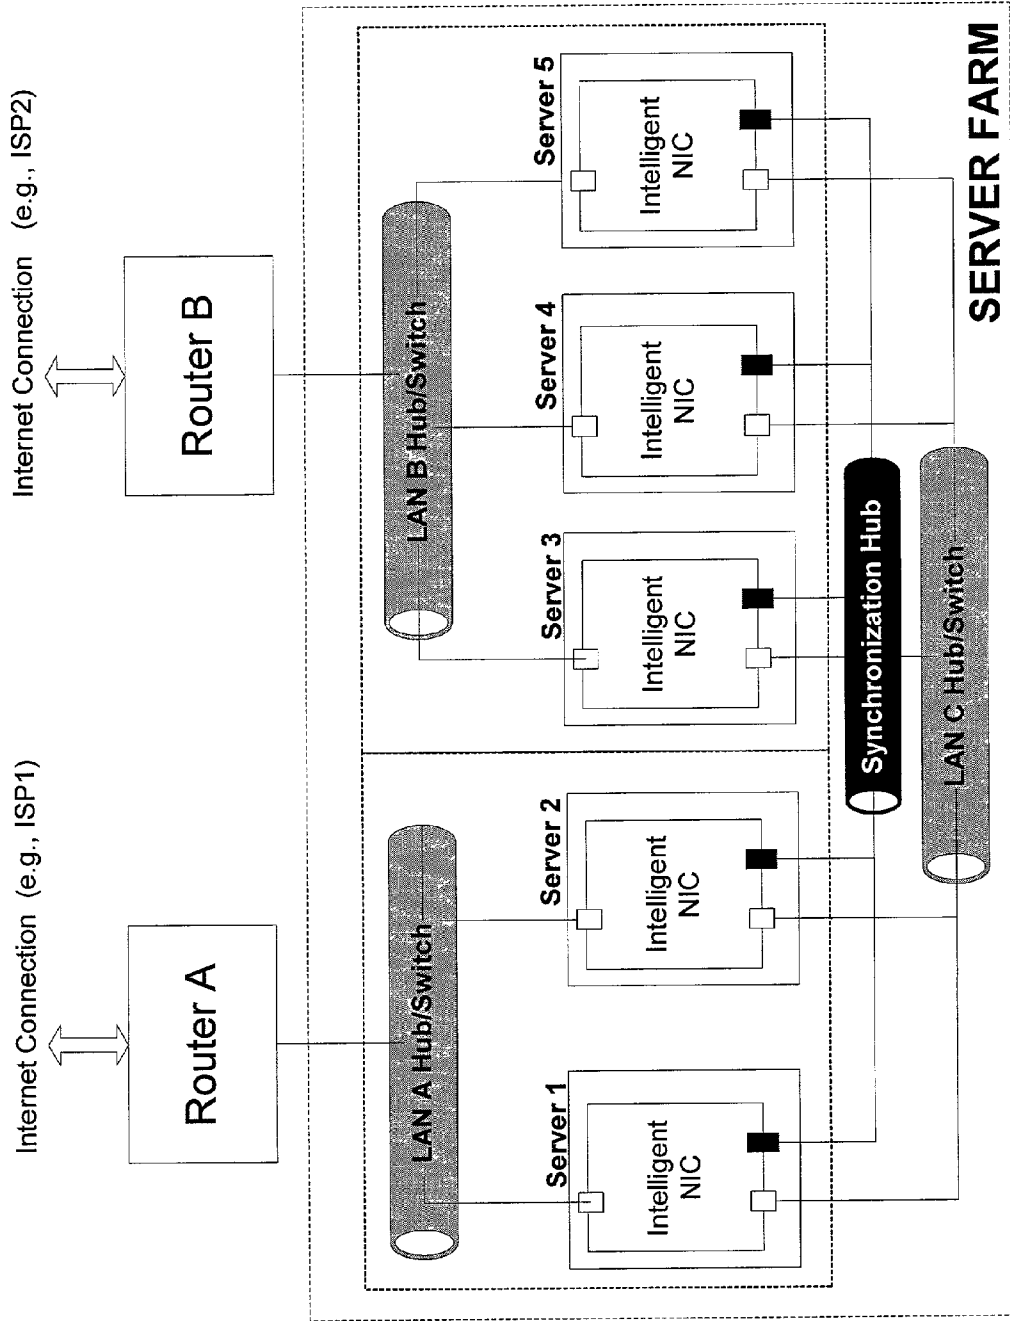 Internet Connection (e.g., ISP1)
Internet Connection (e.g., ISP2)
Router A
Router B
LAN A Hub/Switch
LAN B Hub/Switch
Server 1
Server 2
Server 3
Server 4
Server 5
Intelligent
NIC
Intelligent
NIC
Intelligent
NIC
Intelligent
NIC
Intelligent
NIC
Synchronization Hub
LAN C Hub/Switch
SERVER FARM